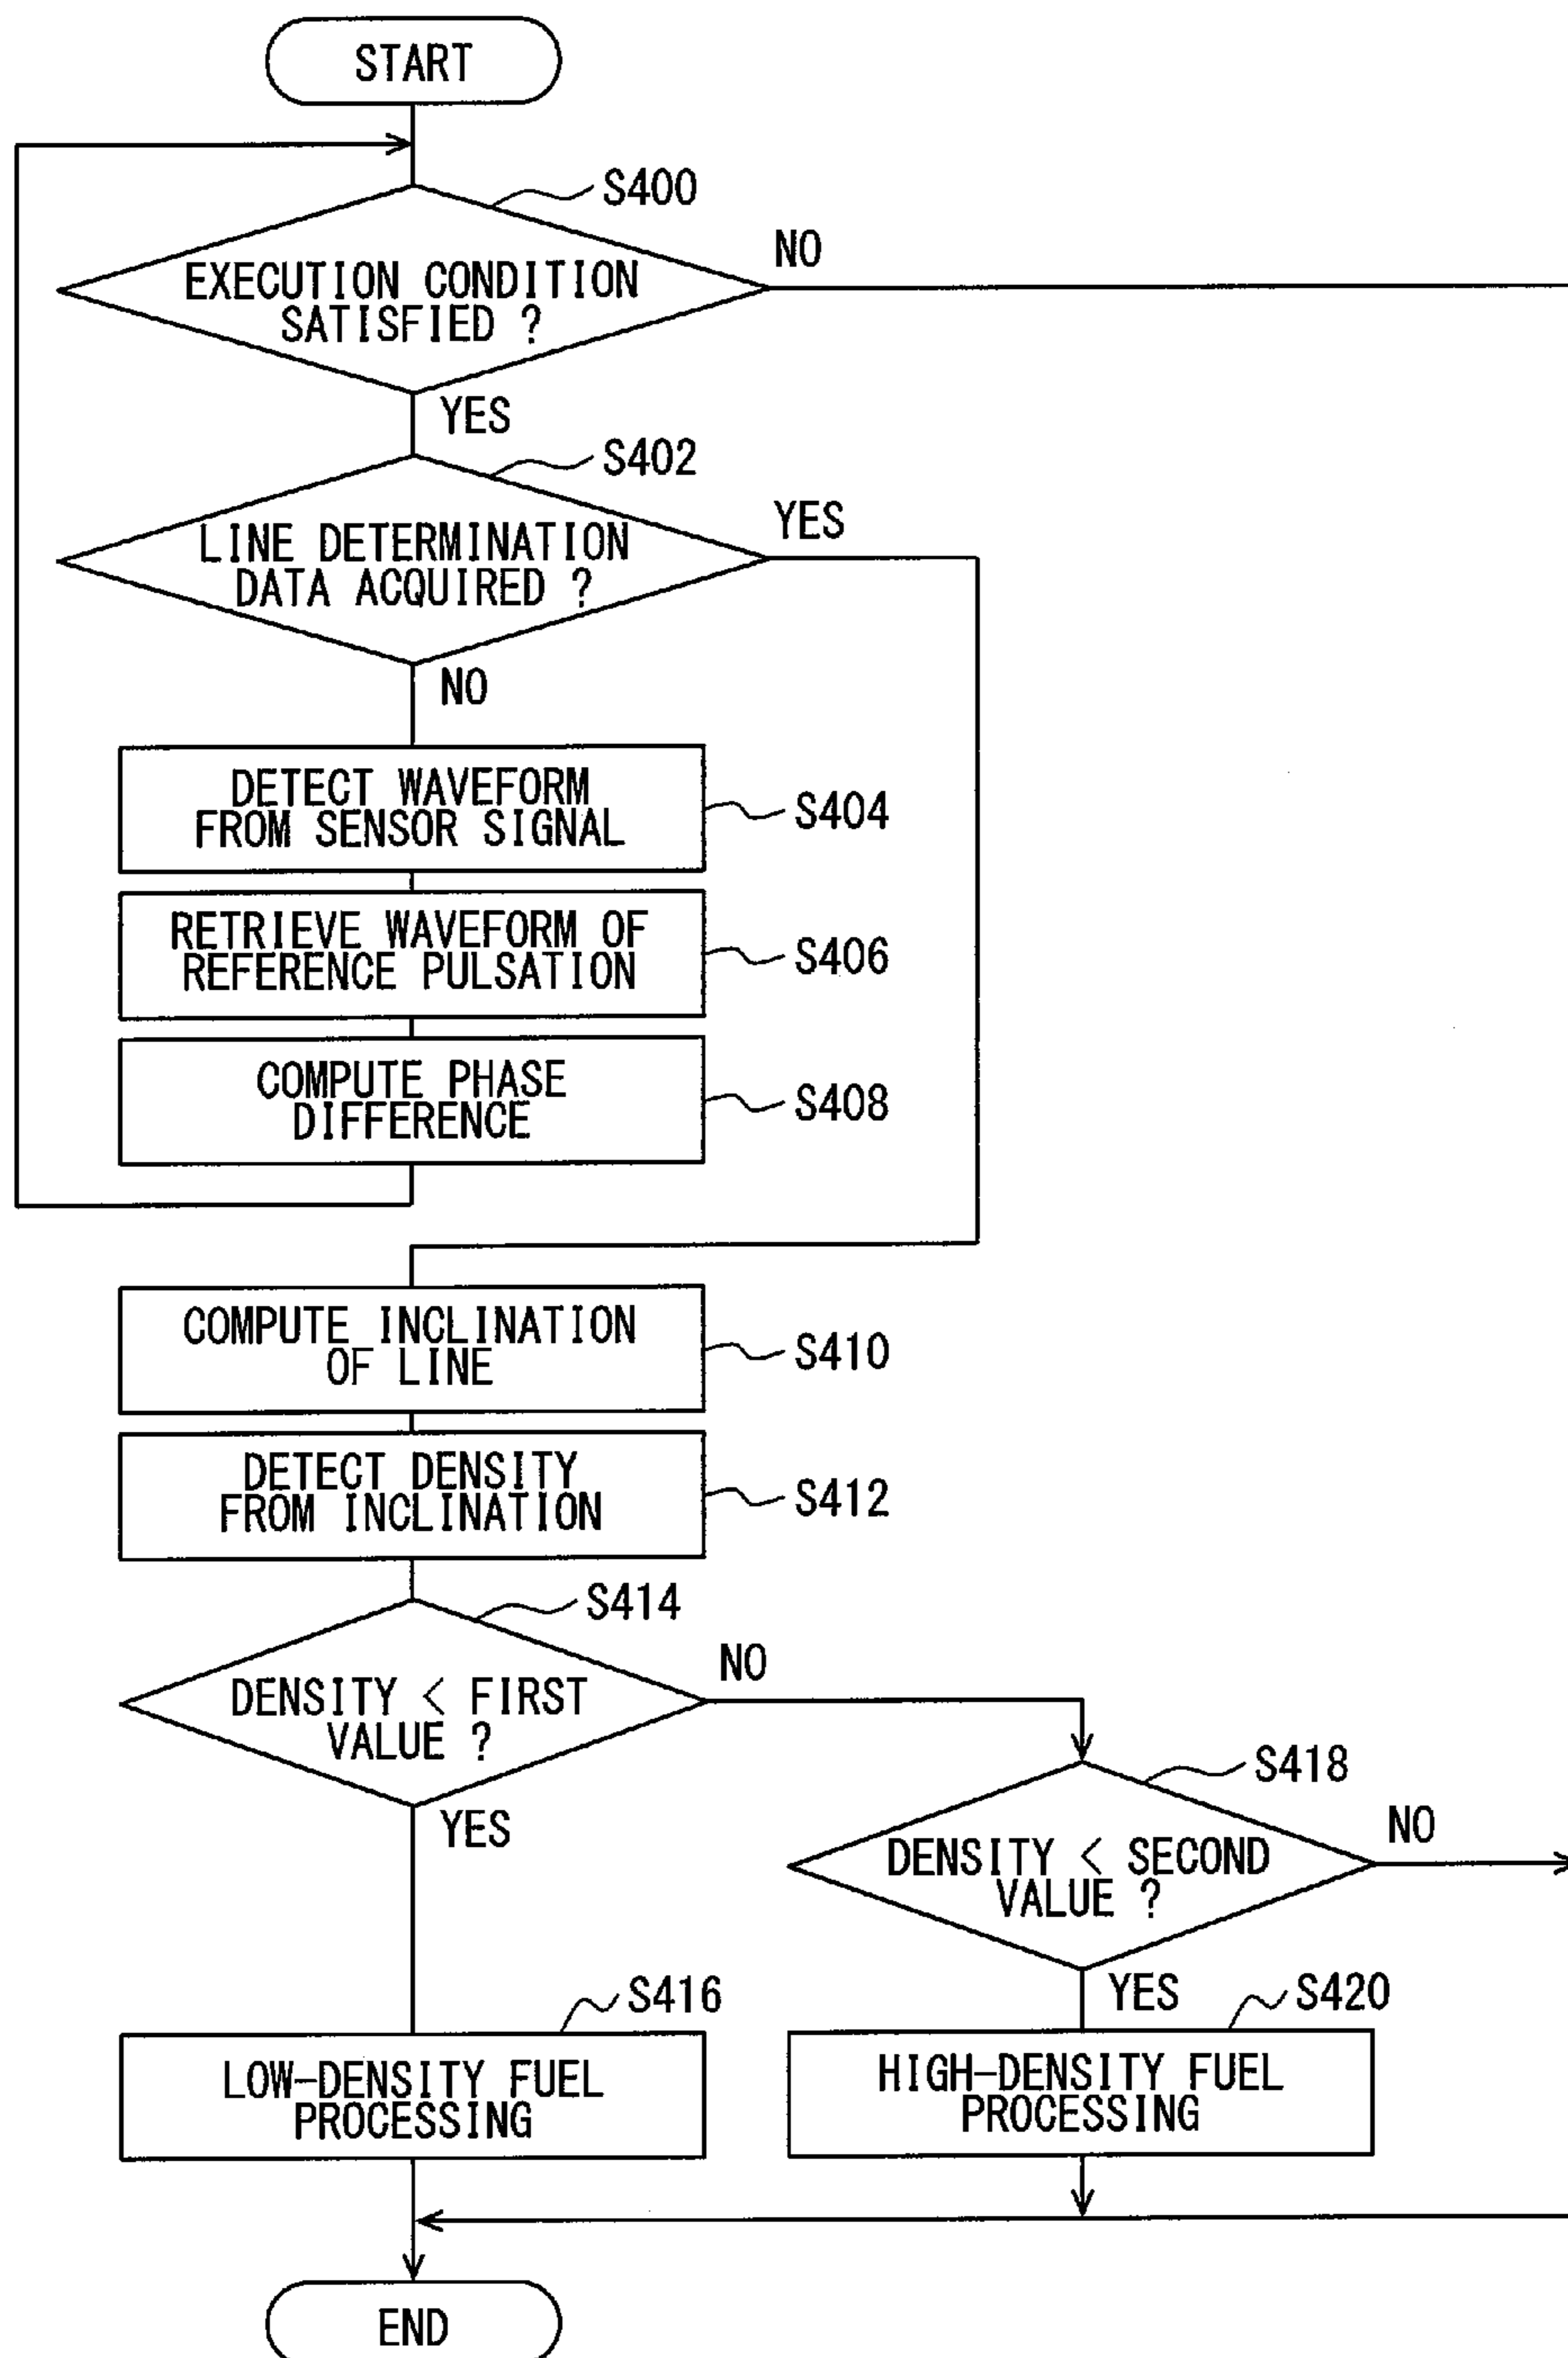 START
S400
EXECUTION CONDITION
SATISFIED ?
NO
YES
S402
LINE DETERMINATION
DATA ACQUIRED ?
YES
NO
DETECT WAVEFORM
FROM SENSOR SIGNAL
S404
RETRIEVE WAVEFORM OF
REFERENCE PULSATION
S406
COMPUTE PHASE
DIFFERENCE
S408
COMPUTE INCLINATION
OF LINE
S410
DETECT DENSITY
FROM INCLINATION
S412
S414
DENSITY < FIRST
VALUE ?
NO
YES
S418
DENSITY < SECOND
VALUE ?
NO
YES
S416
LOW-DENSITY FUEL
PROCESSING
S420
HIGH-DENSITY FUEL
PROCESSING
END